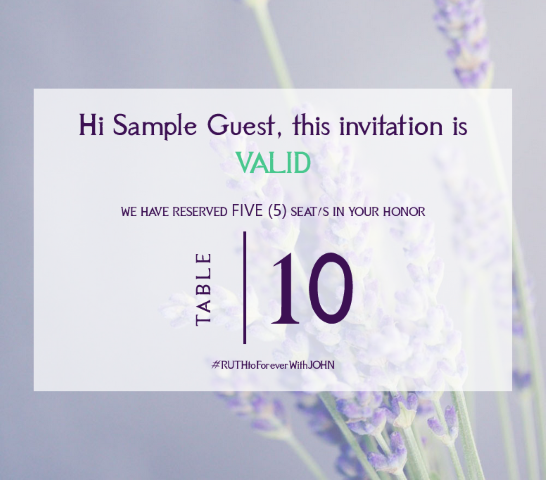 Hi Sample Guest, this invitation is
VALID
WE HAVE RESERVED FIVE (5) SEAT/S IN YOUR HONOR
TABLE
10
#RUTHtoForeverWithJOHN